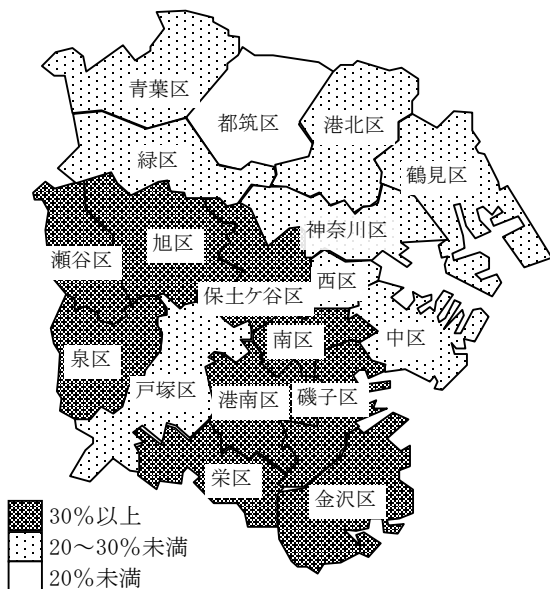 青葉区
都筑区
港北区
緑区
鶴見区
神奈川区
旭区
瀬谷区
西区
保土ケ谷区
中区
南区
泉区
戸塚区
港南区
磯子区
栄区
金沢区
30%以上
20～30%未満
20%未満